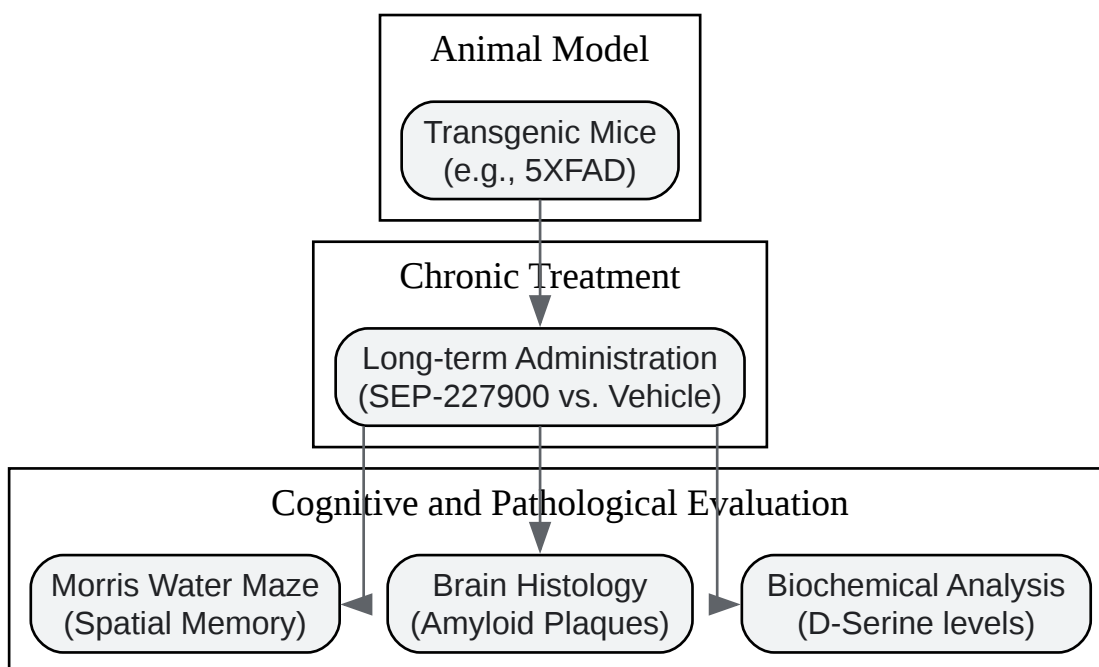 Animal Model
Transgenic Mice
(e.g., 5XFAD)
Chronic Treatment
Long-term Administration
(SEP-227900 vs. Vehicle)
Cognitive and Pathological Evaluation
Morris Water Maze
(Spatial Memory)
Brain Histology
(Amyloid Plaques)
Biochemical Analysis
(D-Serine levels)